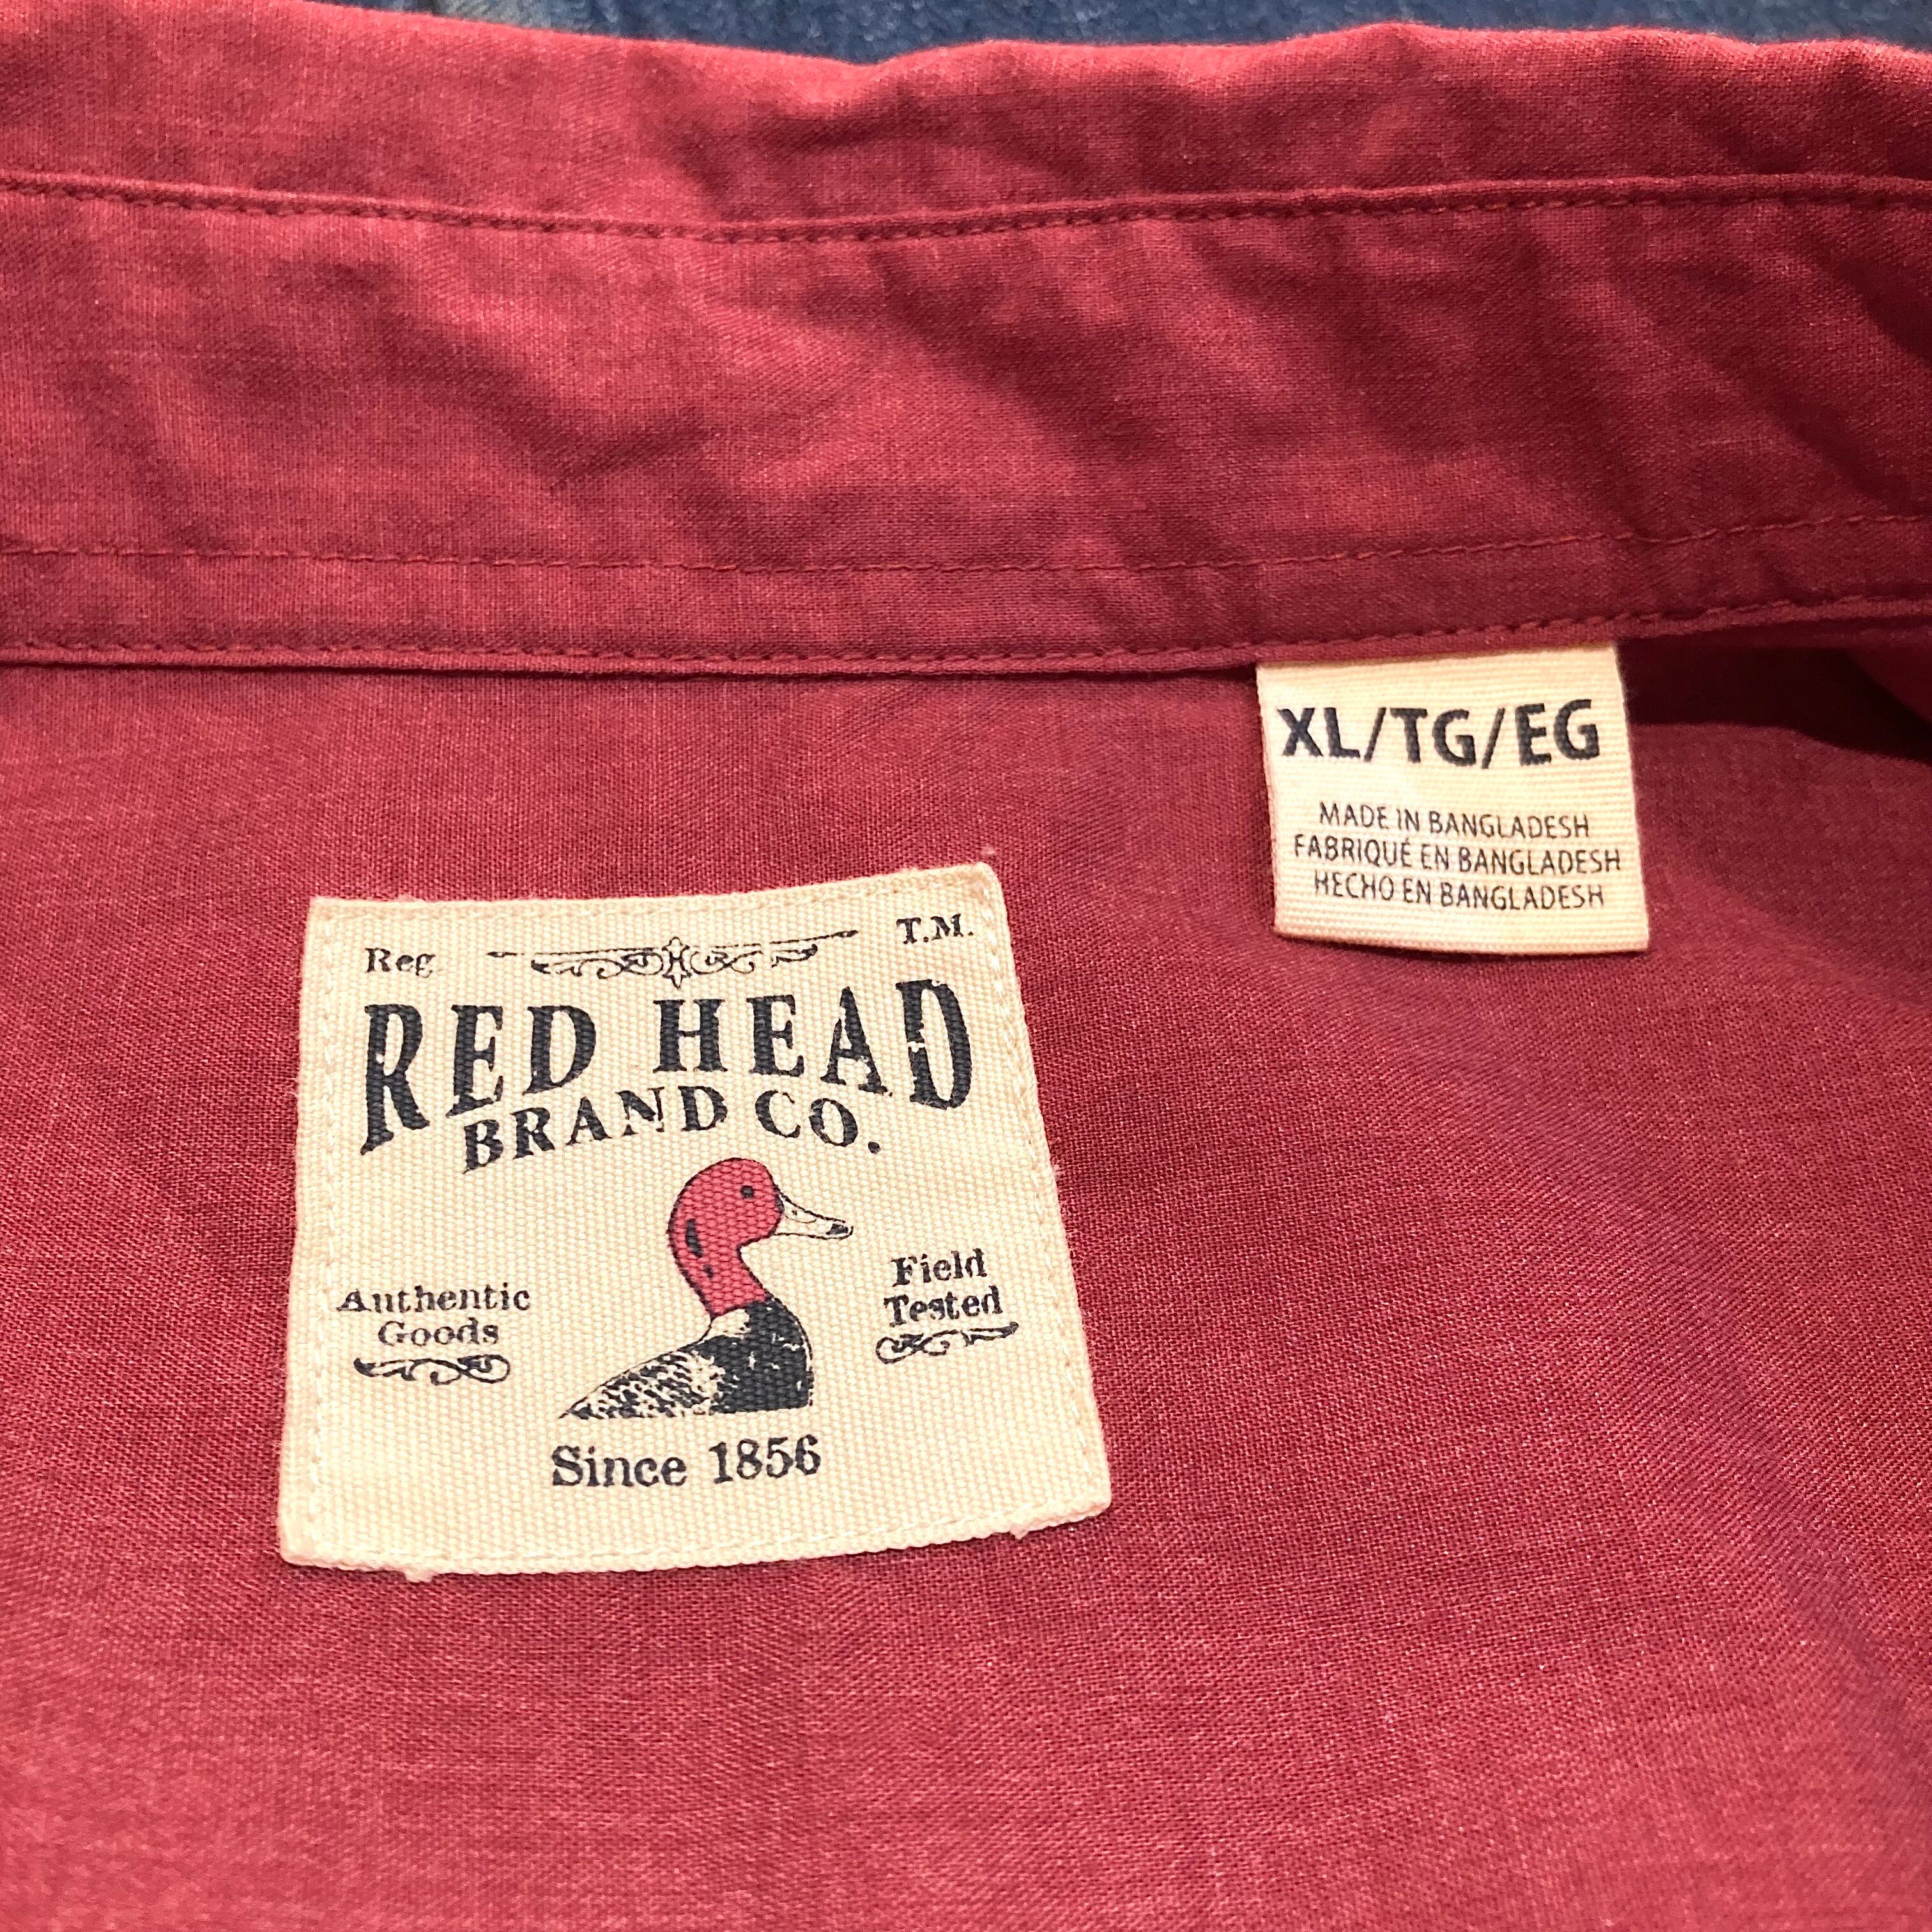 XL/TG/EG
MADE IN BANGLADESH
FABRIQUÉ EN BANGLADESH
HECHO EN BANGLADESH
Reg T.M.
RED HEAD
BRAND CO.
Authentic
Goods
Field
Tested
Since 1856